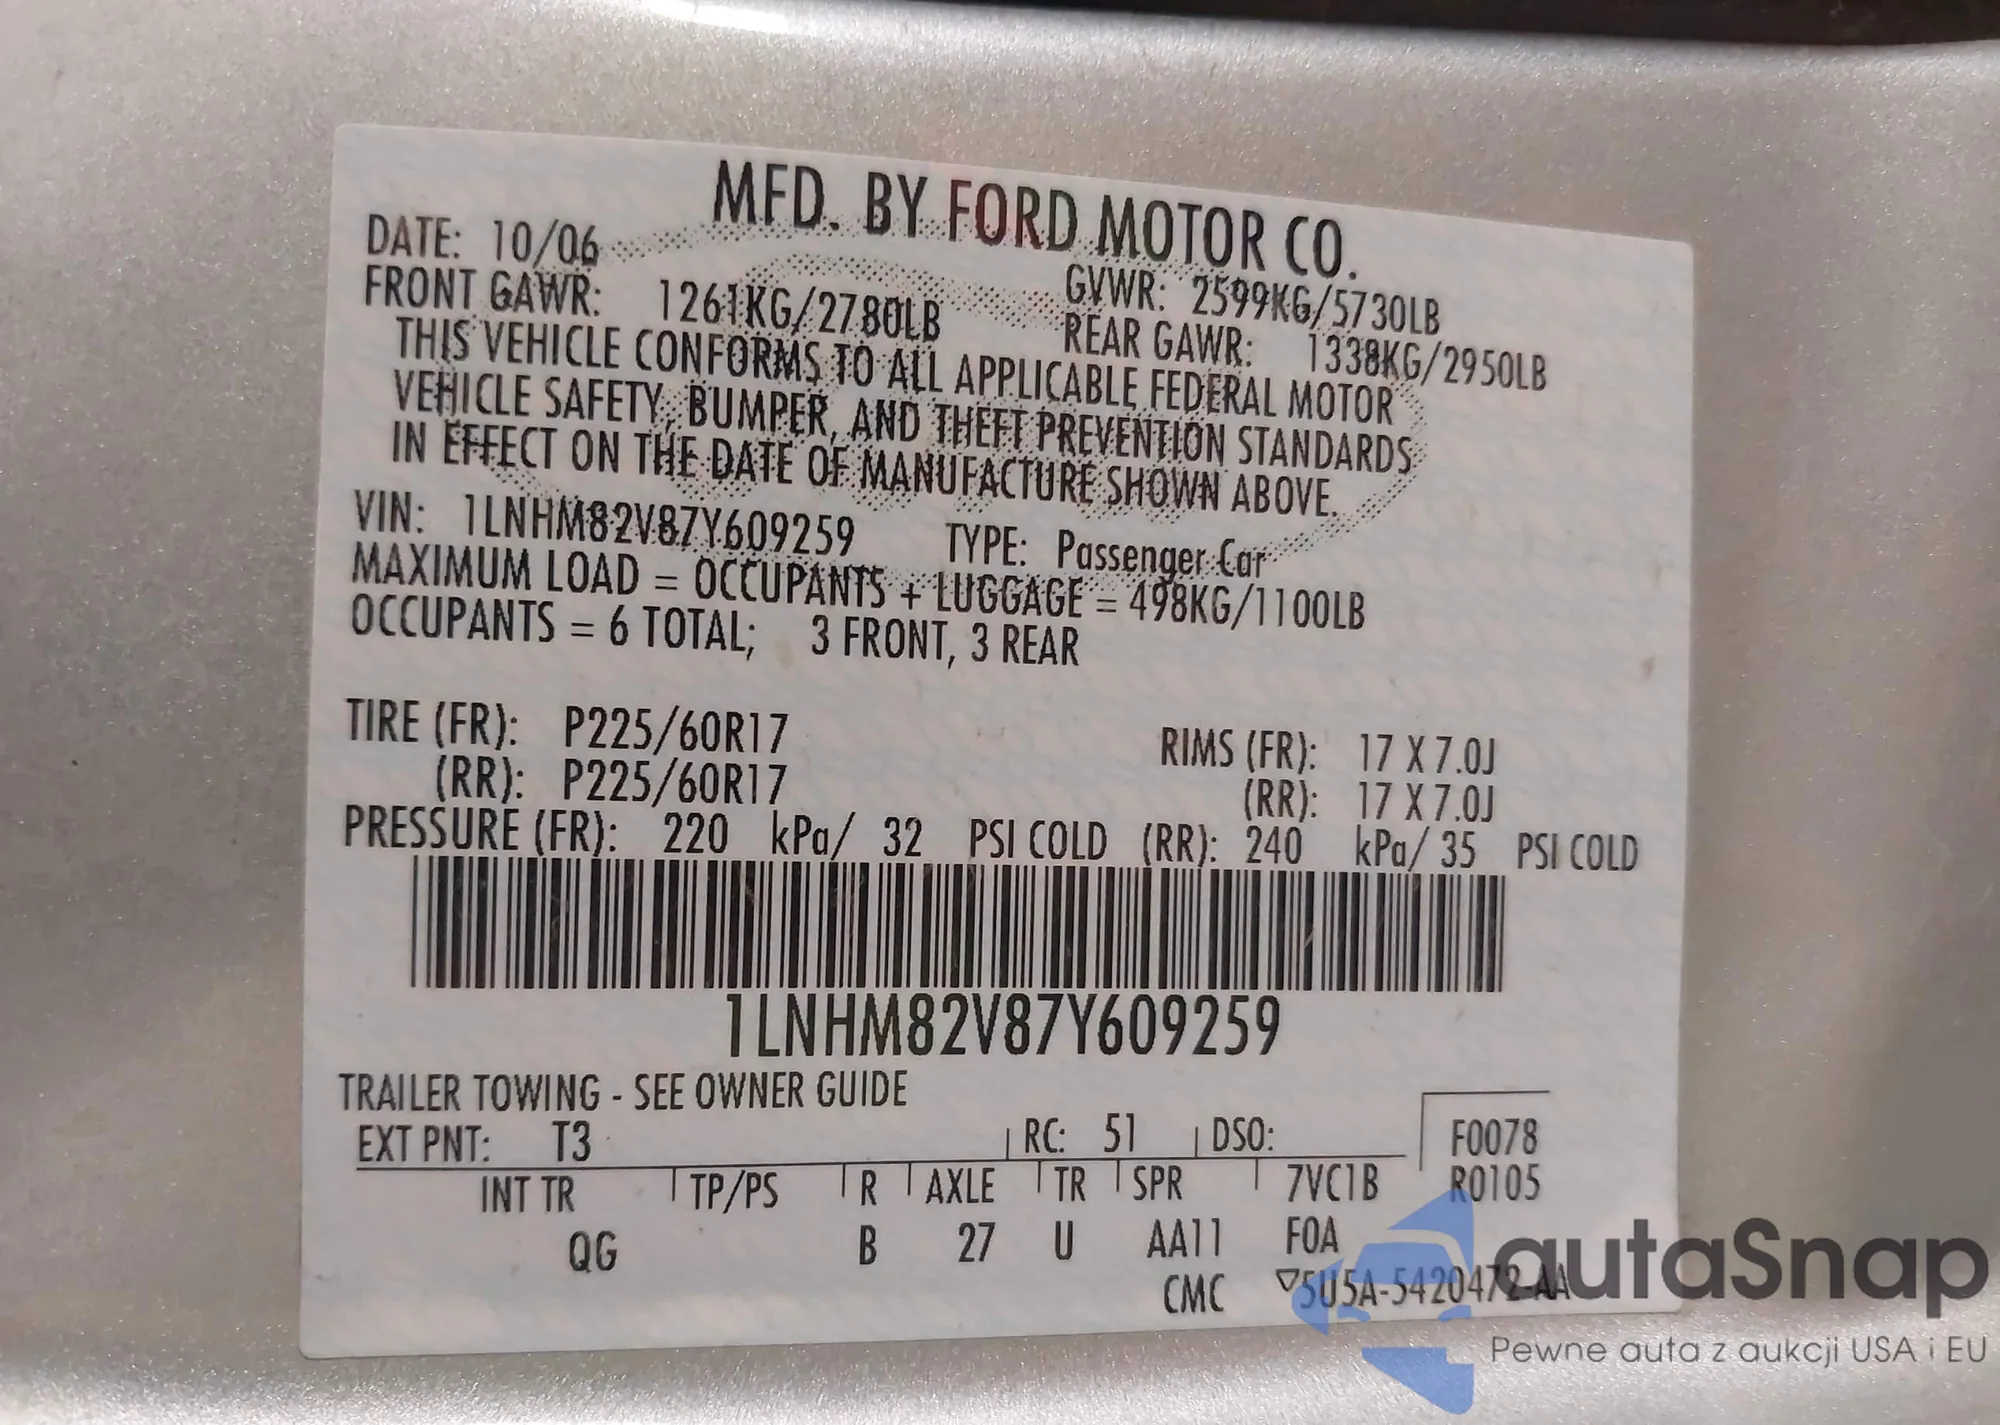 MFD. BY FORD MOTOR CO.
DATE: 10/06
GVWR: 2599KG/5730LB
FRONT GAWR: 1261KG/2780LB
REAR GAWR: 1338KG/2950LB
THIS VEHICLE CONFORMS TO ALL APPLICABLE FEDERAL MOTOR
VEHICLE SAFETY, BUMPER, AND THEFT PREVENTION STANDARDS
IN EFFECT ON THE DATE OF MANUFACTURE SHOWN ABOVE.
VIN: 1LNHM82V87Y609259 TYPE: Passenger Car
MAXIMUM LOAD = OCCUPANTS + LUGGAGE = 498KG/1100LB
OCCUPANTS = 6 TOTAL; 3 FRONT, 3 REAR
TIRE (FR): P225/60R17 RIMS (FR): 17 X 7.0J
(RR): P225/60R17 (RR): 17 X 7.0J
PRESSURE (FR): 220 kPa/ 32 PSI COLD (RR): 240 kPa/ 35 PSI COLD
1LNHM82V87Y609259
TRAILER TOWING - SEE OWNER GUIDE
EXT PNT: T3 RC: 51 DSO: F0078
INT TR TP/PS R AXLE TR SPR 7VC1B R0105
QG B 27 U AA11 F0A
CMC ▽5U5A-5420472-AA
autaSnap
Pewne auta z aukcji USA i EU